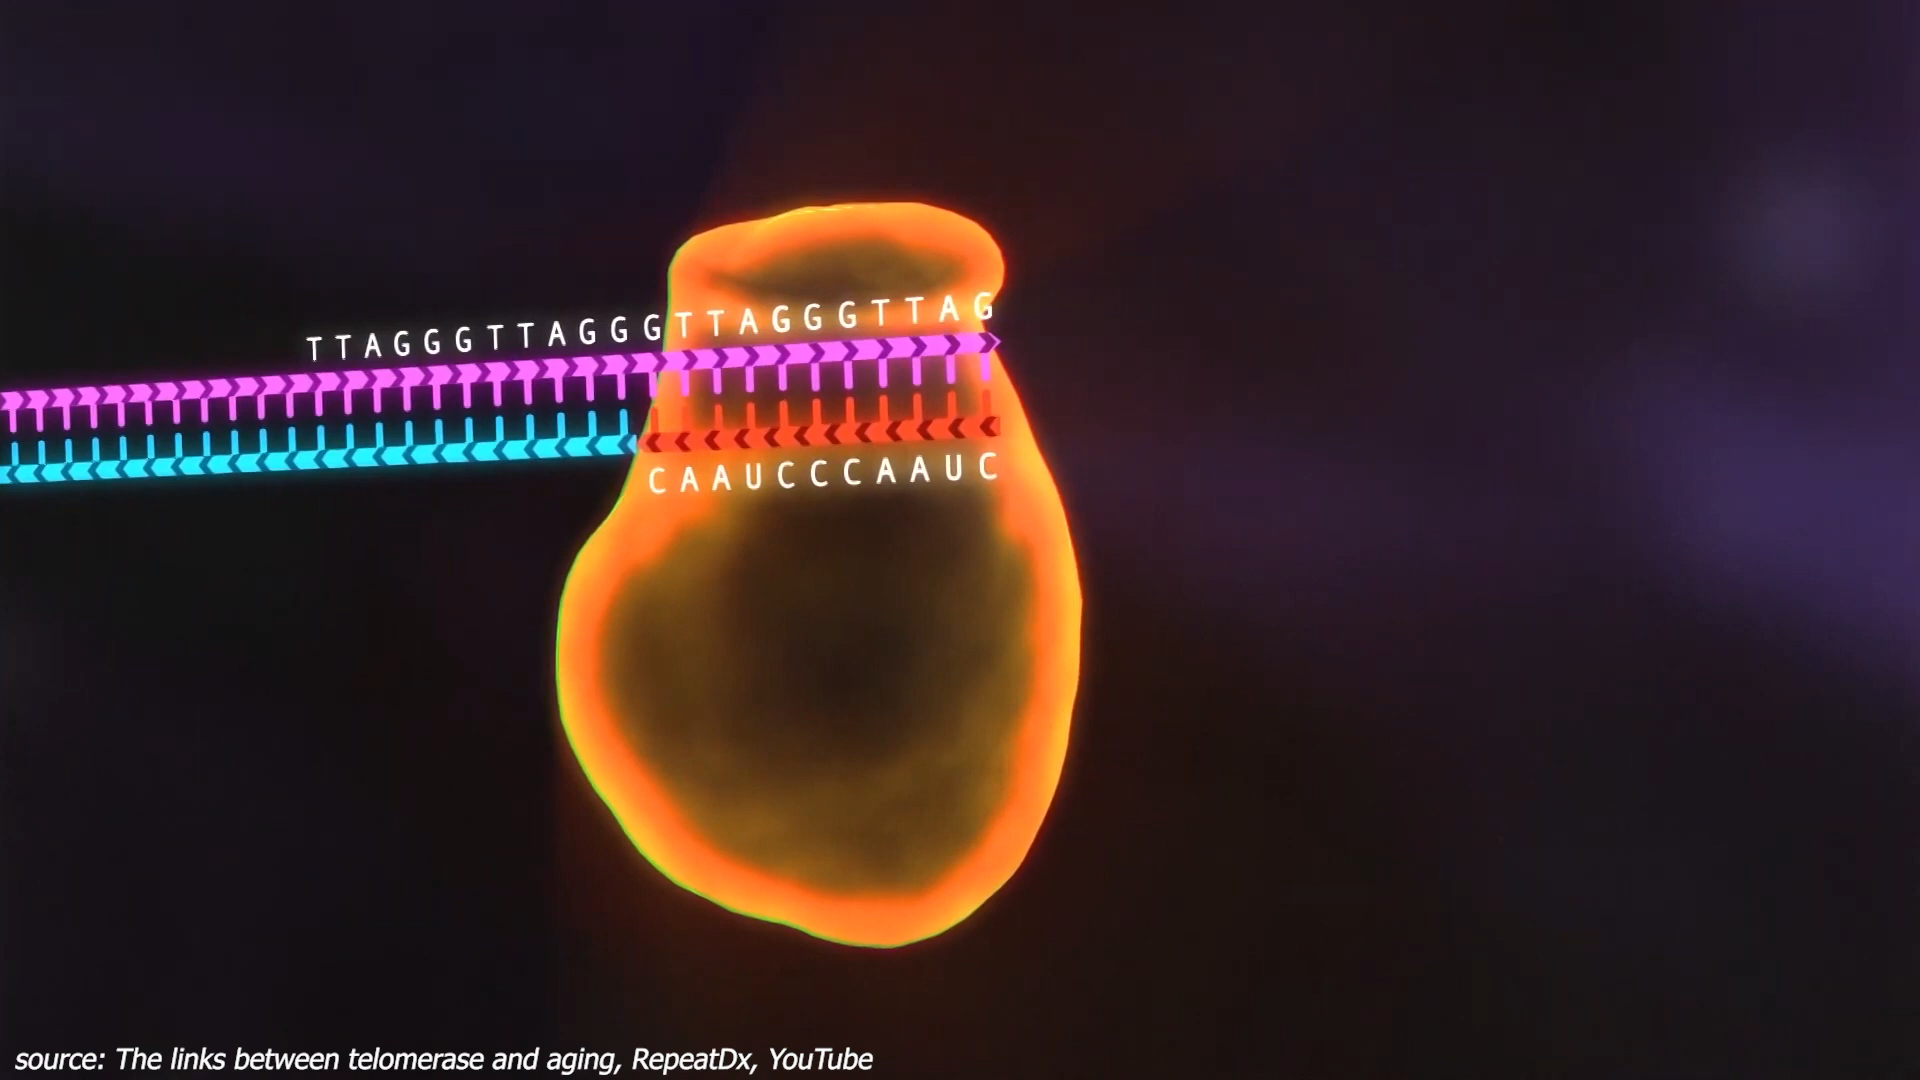 TTAGGGTTAGGGTTAGGGTTAG
CAAUCCCAAUC
source: The links between telomerase and aging, RepeatDx, YouTube